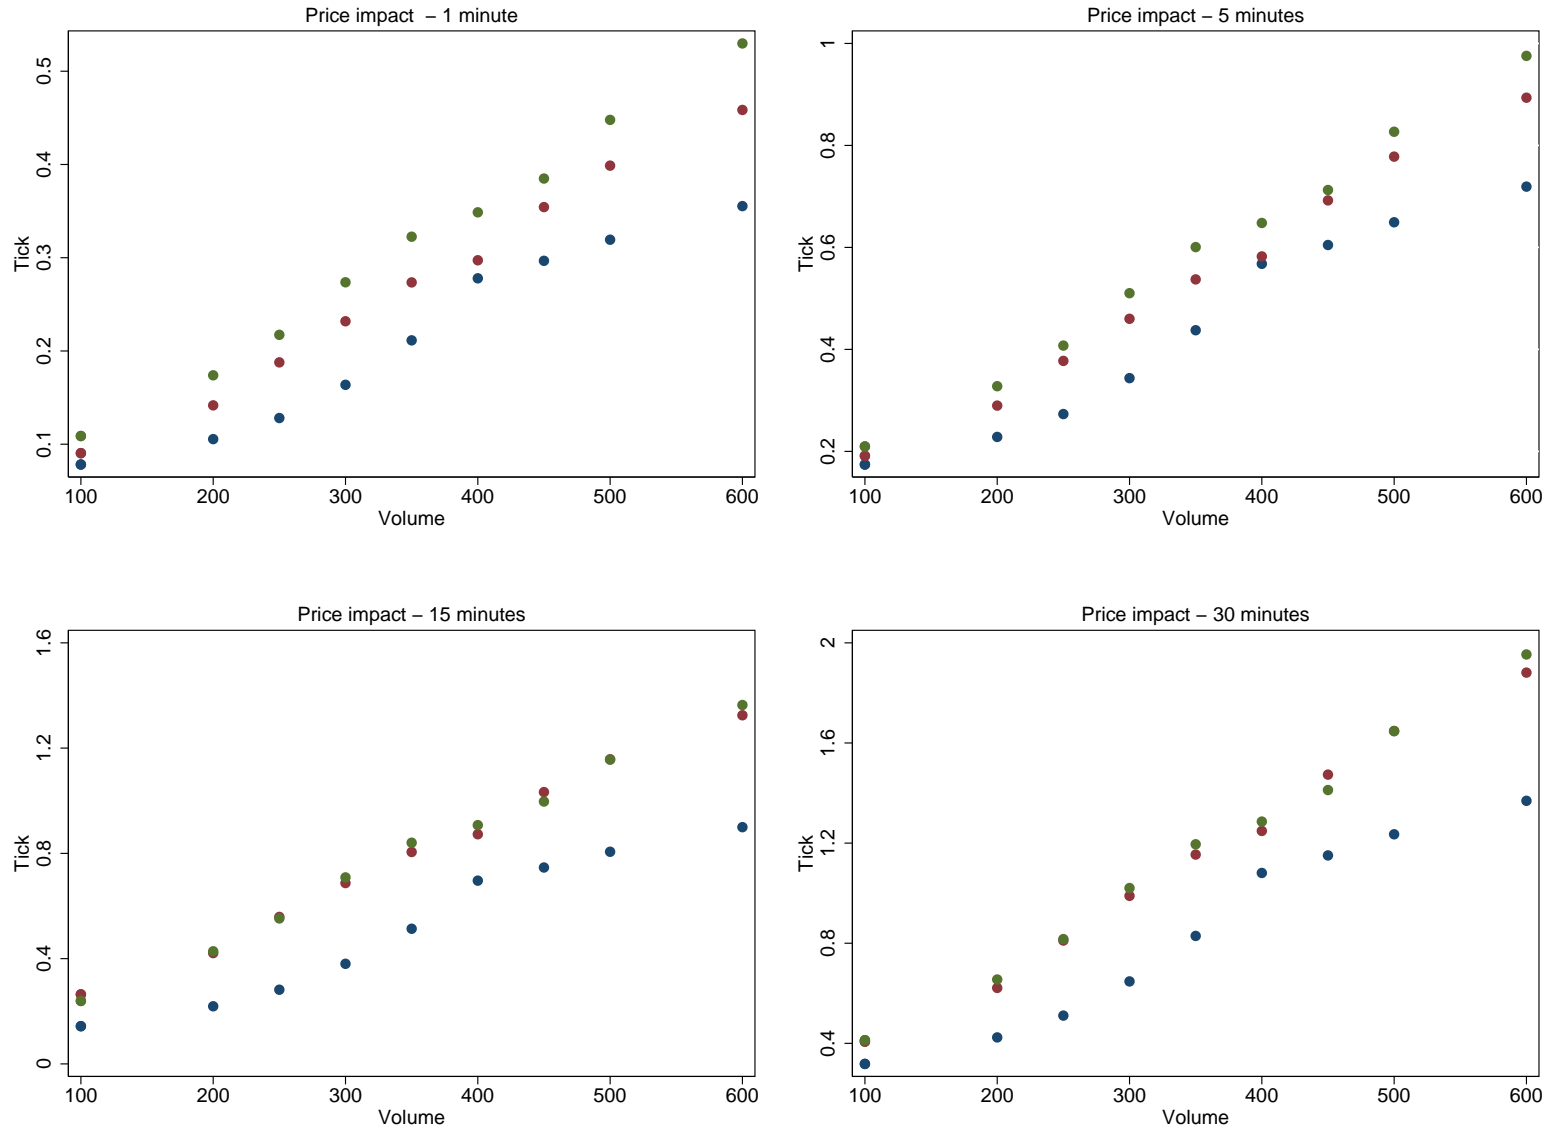 Price impact – 1 minute
Tick
0.5
0.4
0.3
0.2
0.1
100 200 300 400 500 600
Volume
Price impact – 5 minutes
Tick
1
0.8
0.6
0.4
0.2
100 200 300 400 500 600
Volume
Price impact – 15 minutes
Tick
1.6
1.2
0.8
0.4
0
100 200 300 400 500 600
Volume
Price impact – 30 minutes
Tick
2
1.6
1.2
0.8
0.4
100 200 300 400 500 600
Volume